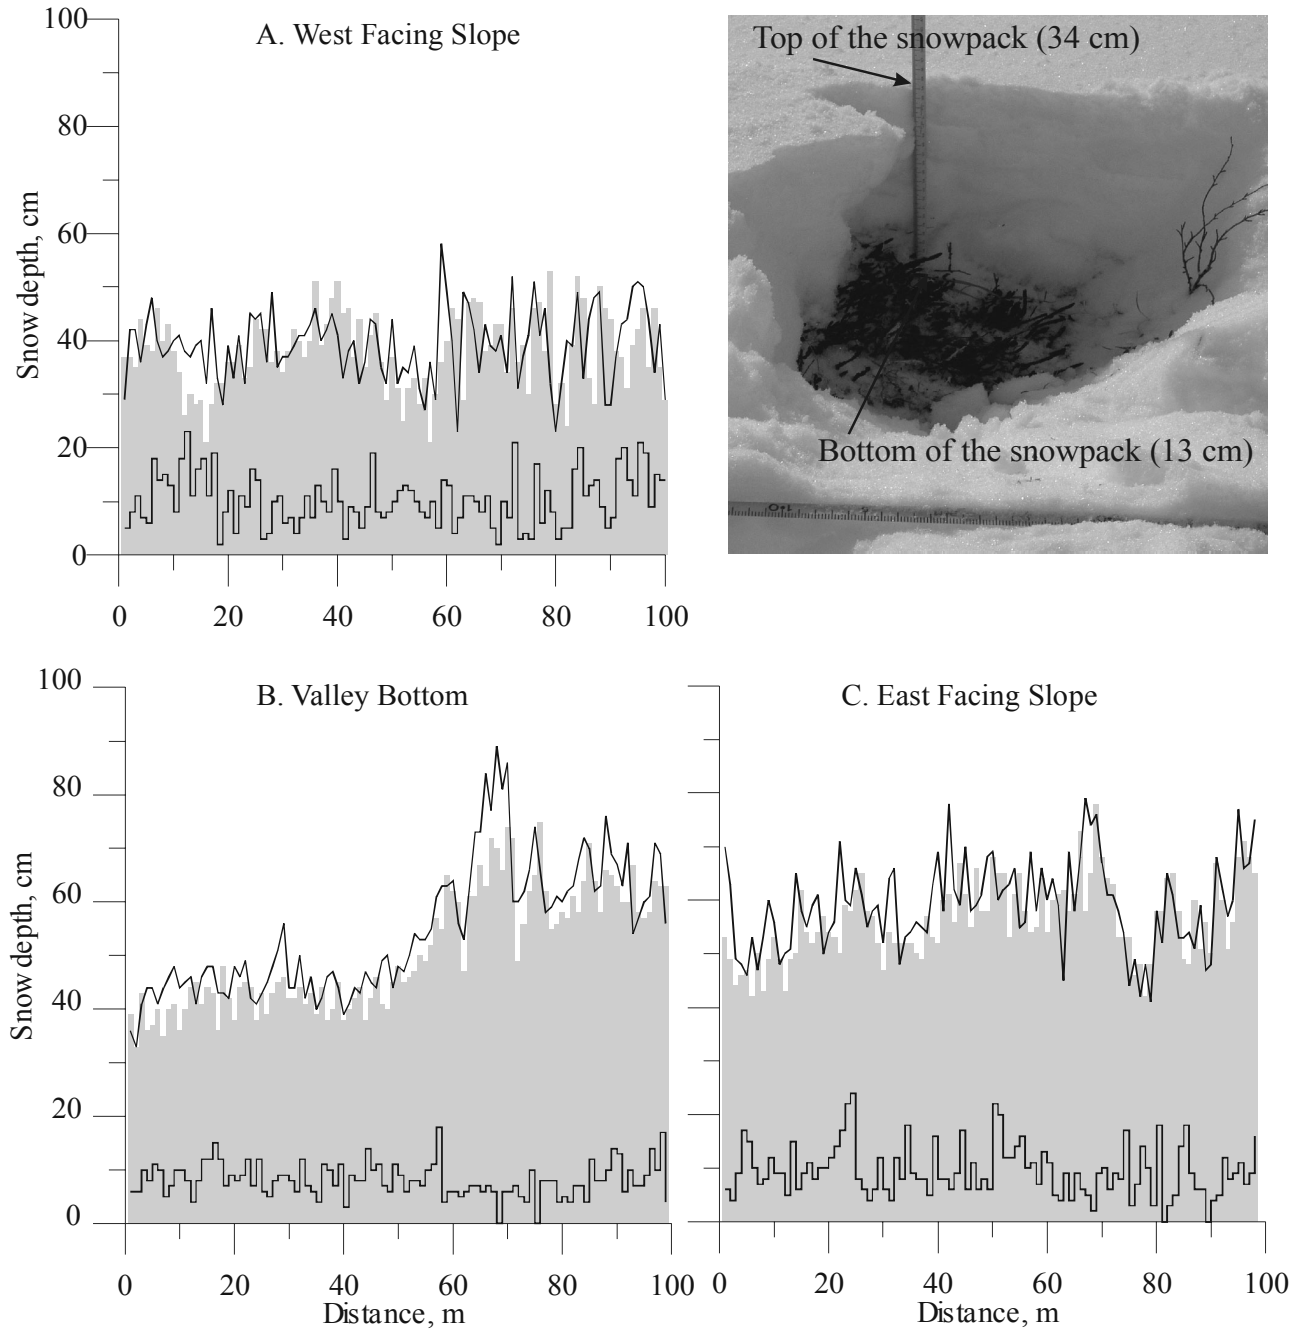 A. West Facing Slope
100
80
60
40
20
0
Snow depth, cm
0 20 40 60 80 100
Top of the snowpack (34 cm)
Bottom of the snowpack (13 cm)
140
B. Valley Bottom
100
80
60
40
20
0
Snow depth, cm
0 20 40 60 80 100
Distance, m
C. East Facing Slope
0 20 40 60 80 100
Distance, m